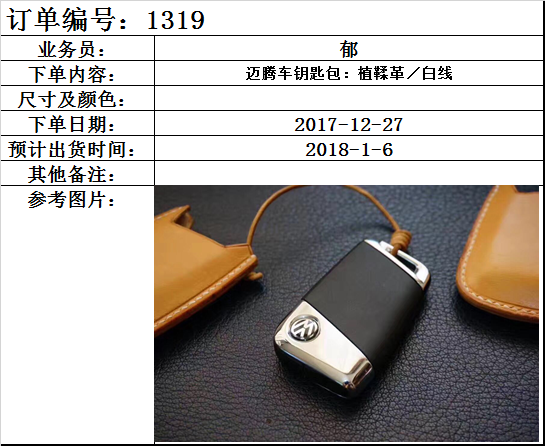 订单编号：1319
业务员： 郁
下单内容： 迈腾车钥匙包：植鞣革／白线
尺寸及颜色：
下单日期： 2017-12-27
预计出货时间： 2018-1-6
其他备注：
参考图片：